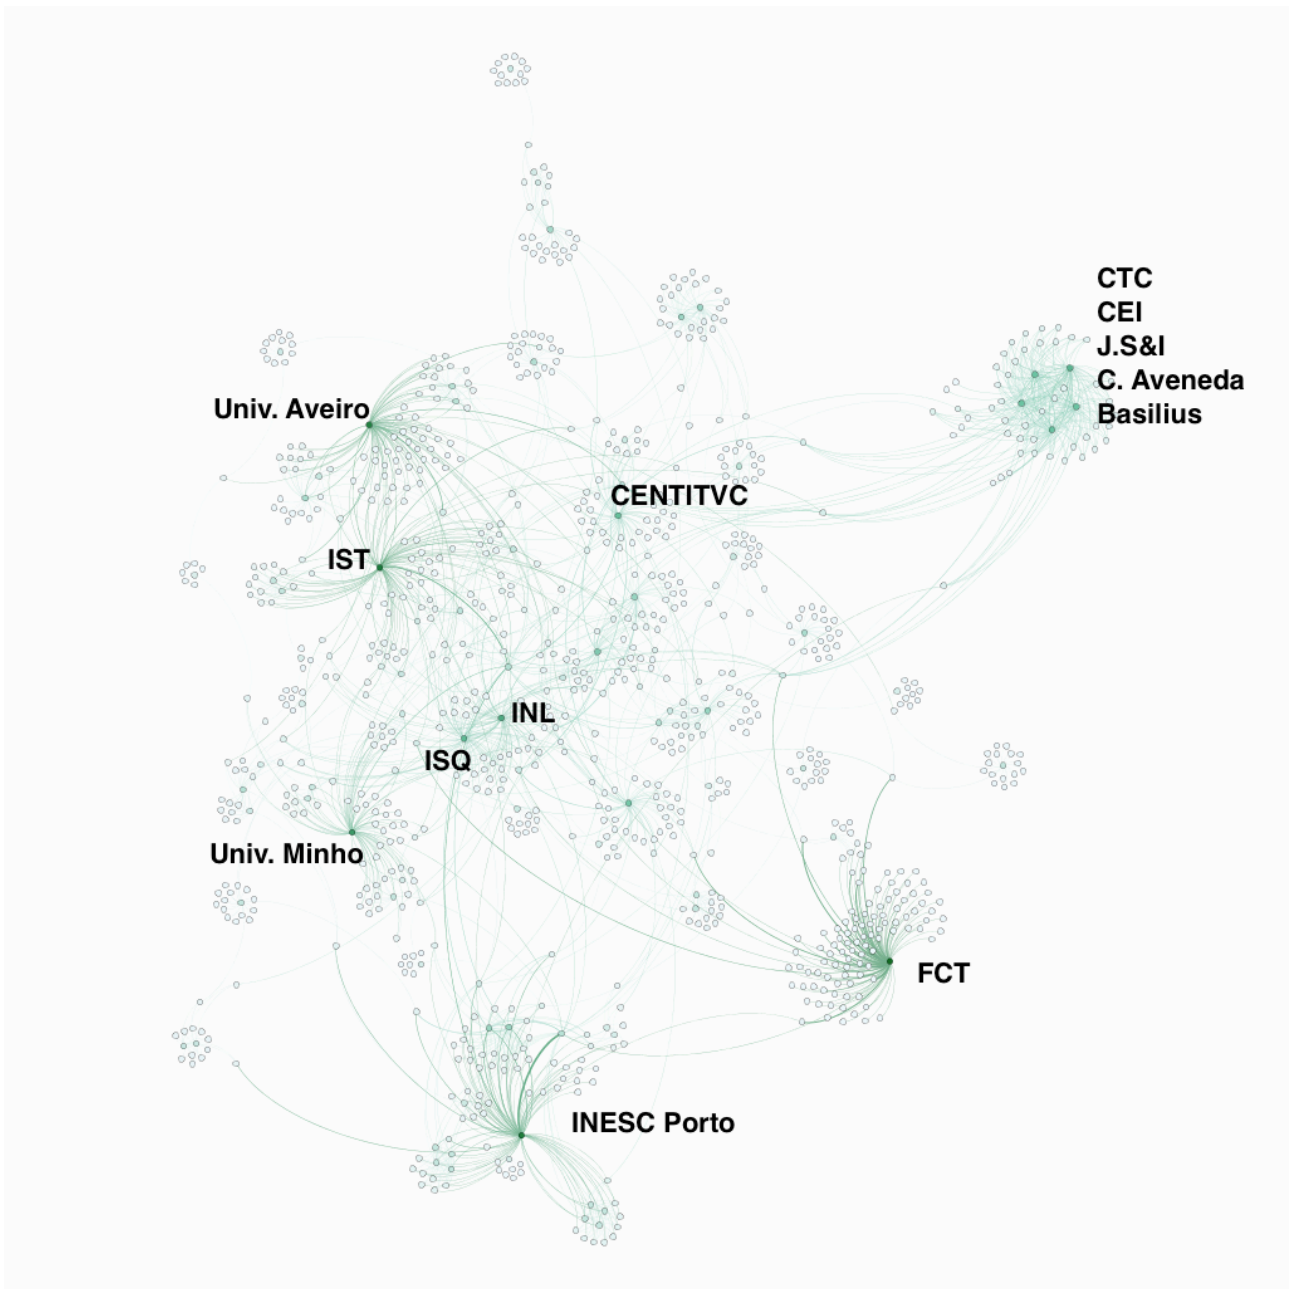 CTC
CEI
J.S&I
C. Aveneda
Basilius
Univ. Aveiro
CENTITVC
IST
INL
ISQ
Univ. Minho
FCT
INESC Porto